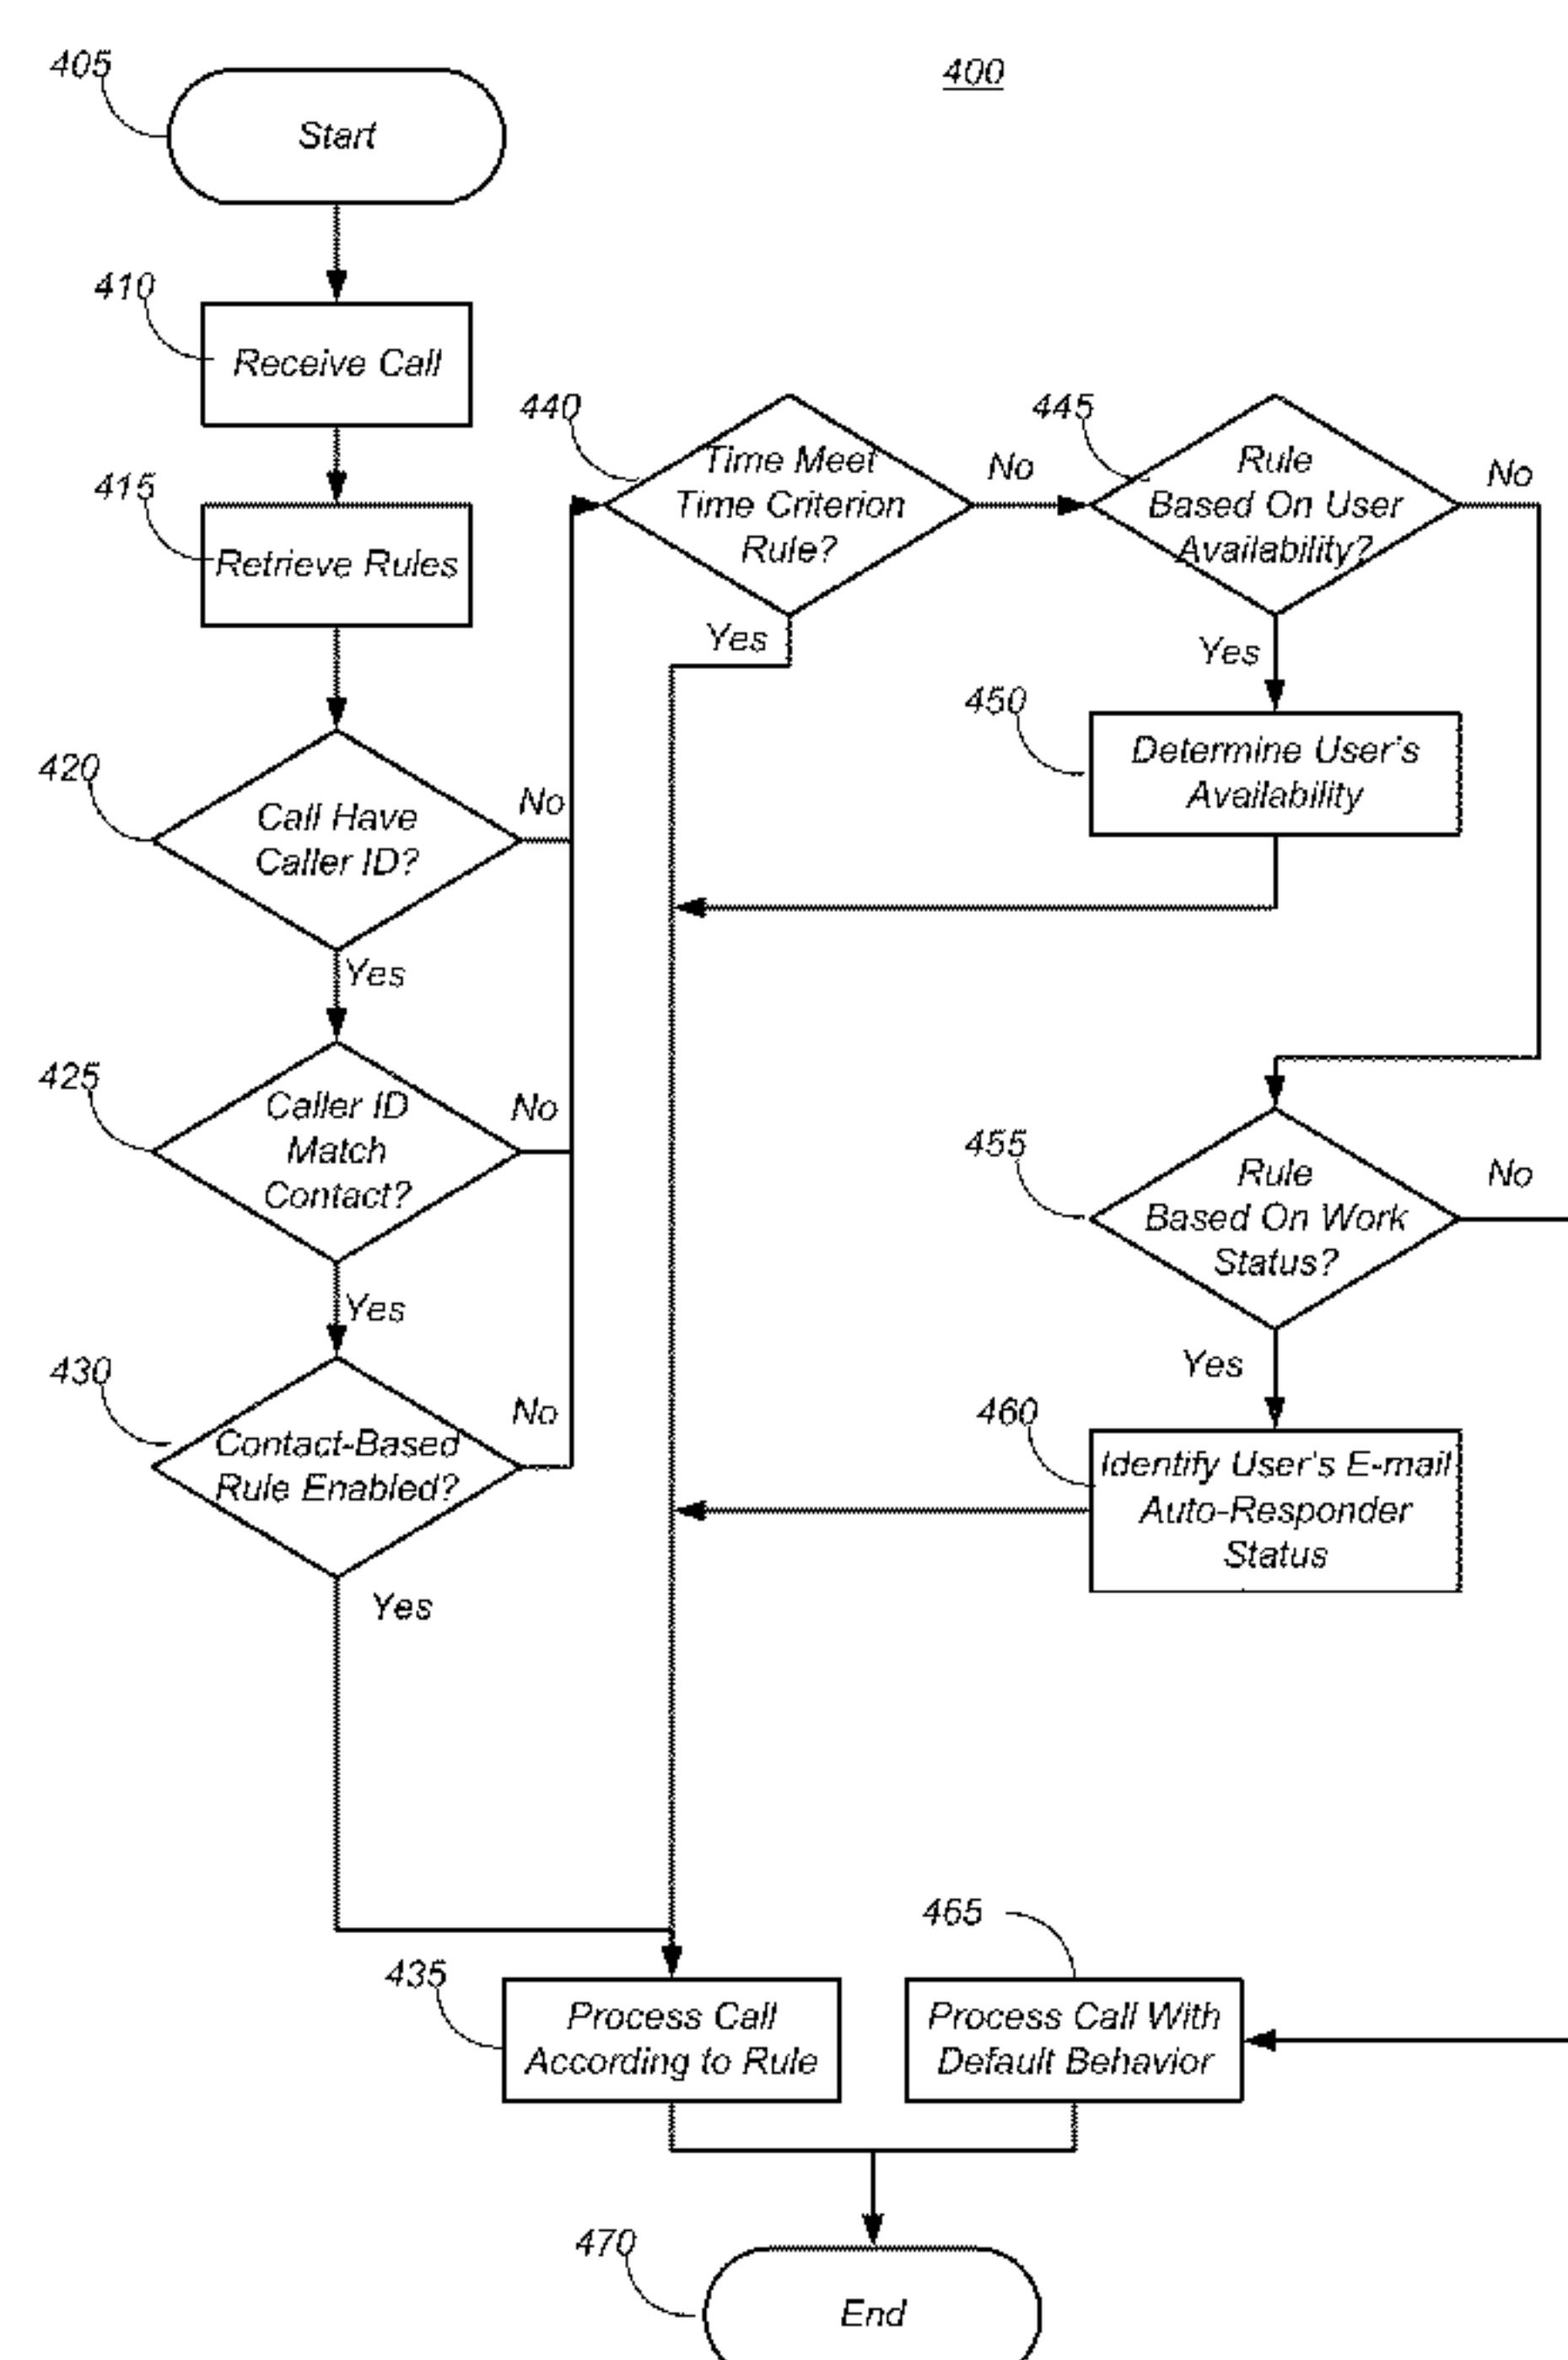 400
405
Start
410
Receive Call
415
Retrieve Rules
420
Call Have
Caller ID?
No
Yes
425
Caller ID
Match
Contact?
No
Yes
430
Contact-Based
Rule Enabled?
No
Yes
440
Time Meet
Time Criterion
Rule?
No
Yes
445
Rule
Based On User
Availability?
No
Yes
450
Determine User's
Availability
455
Rule
Based On Work
Status?
No
Yes
460
Identify User's E-mail
Auto-Responder
Status
435
Process Call
According to Rule
465
Process Call With
Default Behavior
470
End